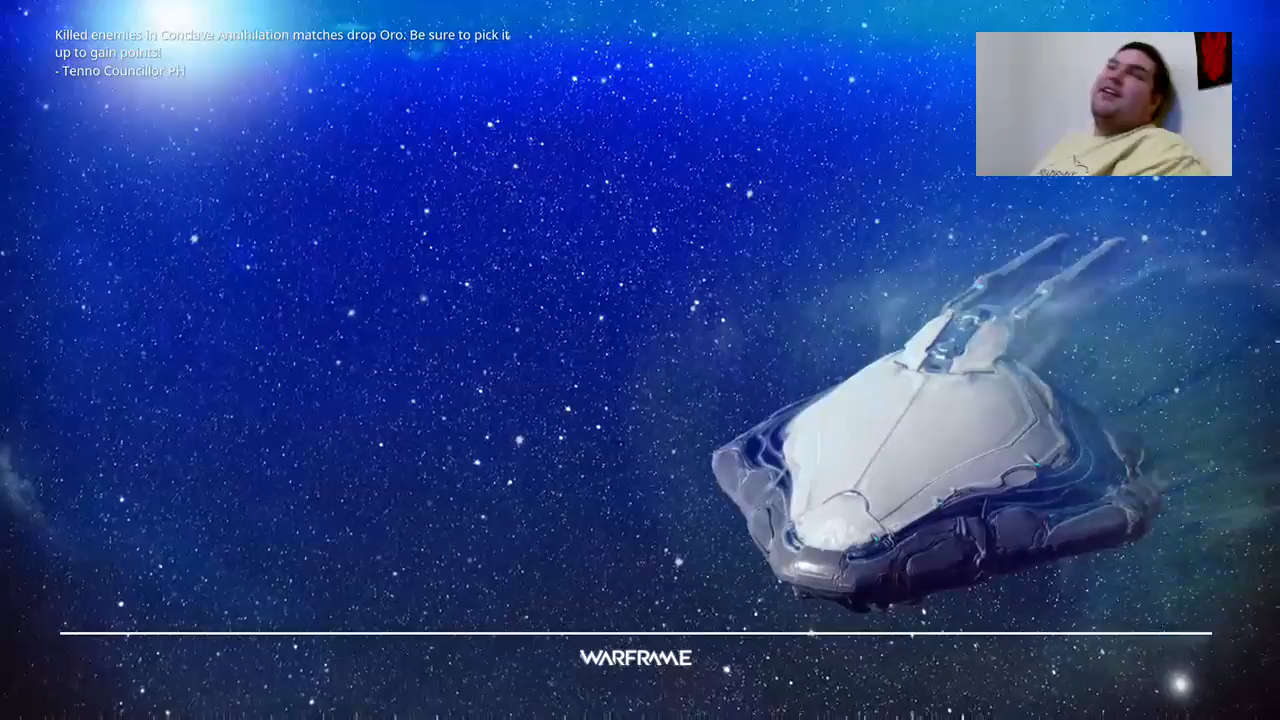 Killed enemies in Conclave Annihilation matches drop Oro. Be sure to pick it
up to gain points!
- Tenno Councillor PH
WARFRAME